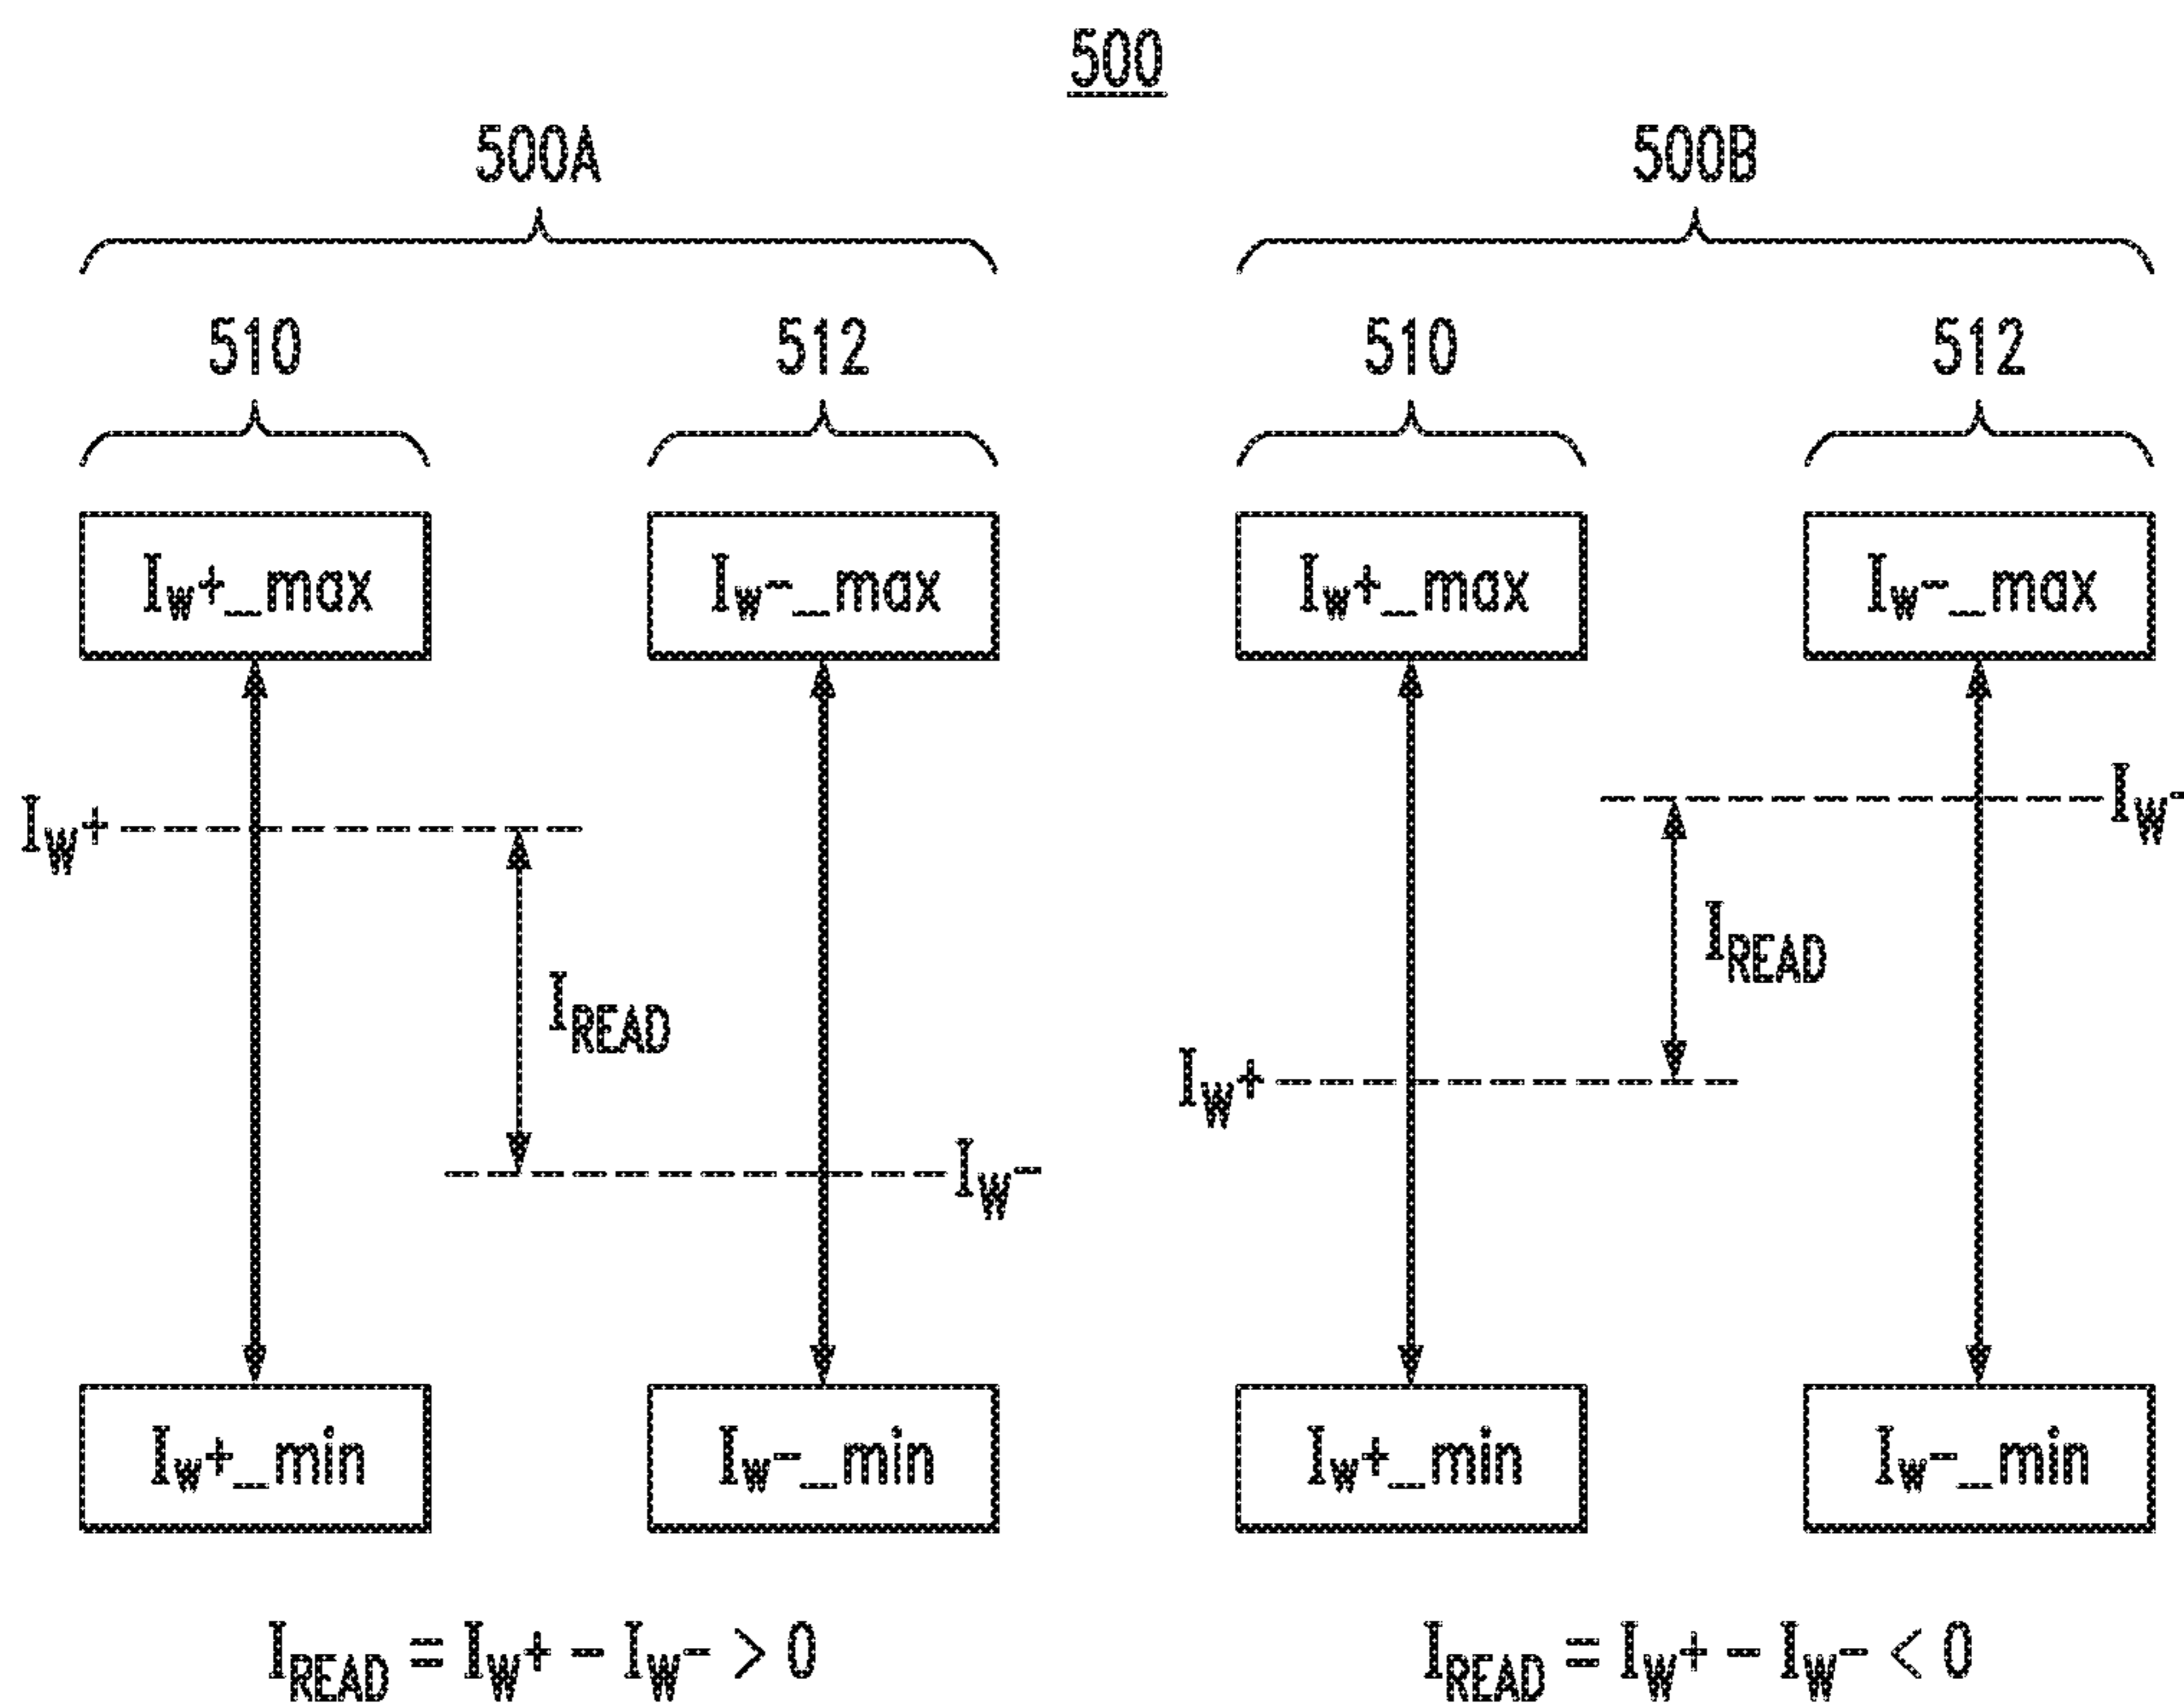 500
500A 500B
510 512 510 512
Iw+_max Iw-_max Iw+_max Iw-_max
Iw-
Iw+
IREAD
IREAD
Iw+
Iw-
Iw+_min Iw-_min Iw+_min Iw-_min
IREAD = Iw+ - Iw- > 0 IREAD = Iw+ - Iw- < 0